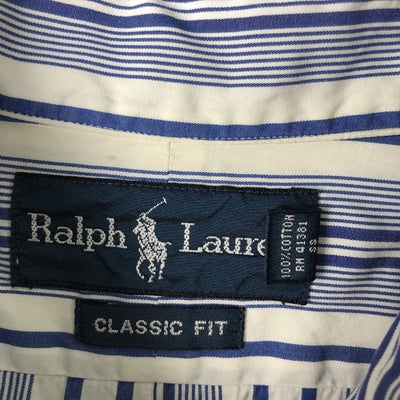 Ralph Laure
100% COTTON
RN 41381
SS
CLASSIC FIT